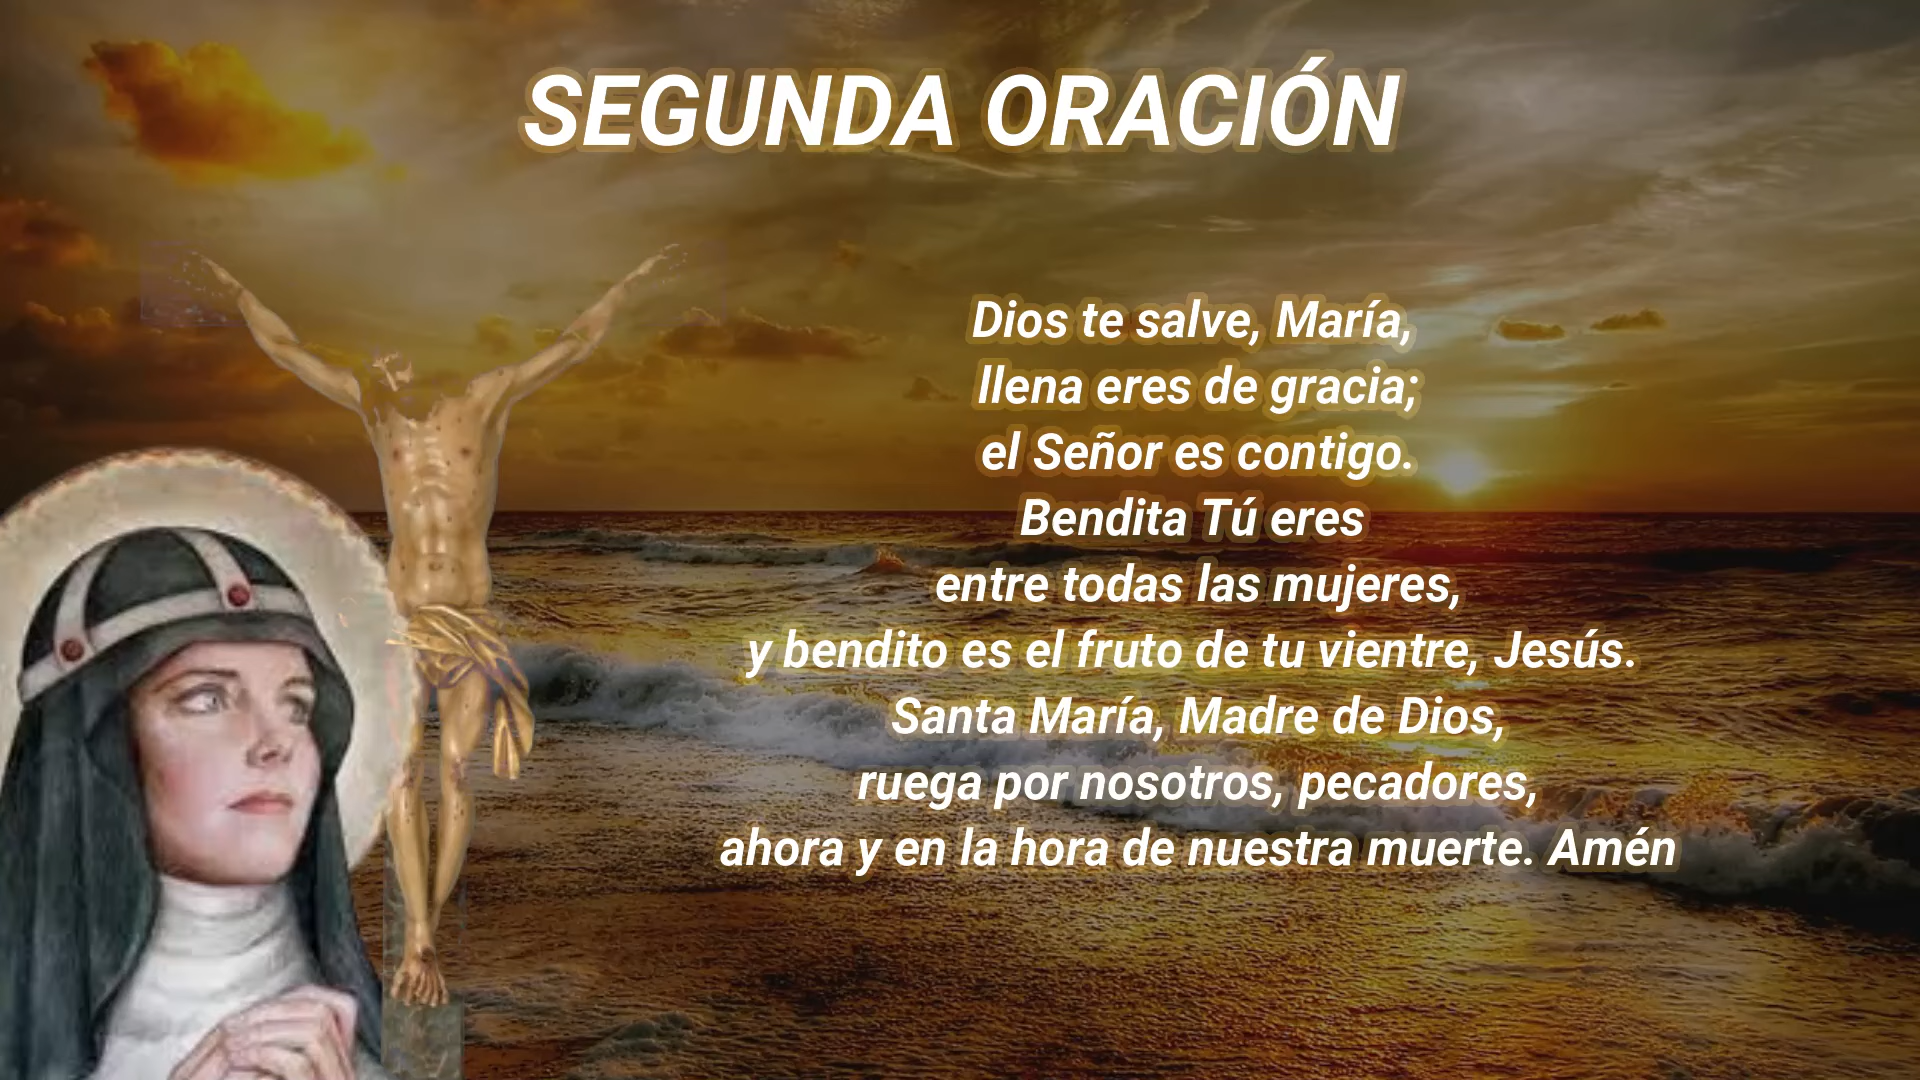 SEGUNDA ORACIÓN
Dios te salve, María,
llena eres de gracia;
el Señor es contigo.
Bendita Tú eres
entre todas las mujeres,
y bendito es el fruto de tu vientre, Jesús.
Santa María, Madre de Dios,
ruega por nosotros, pecadores,
ahora y en la hora de nuestra muerte. Amén